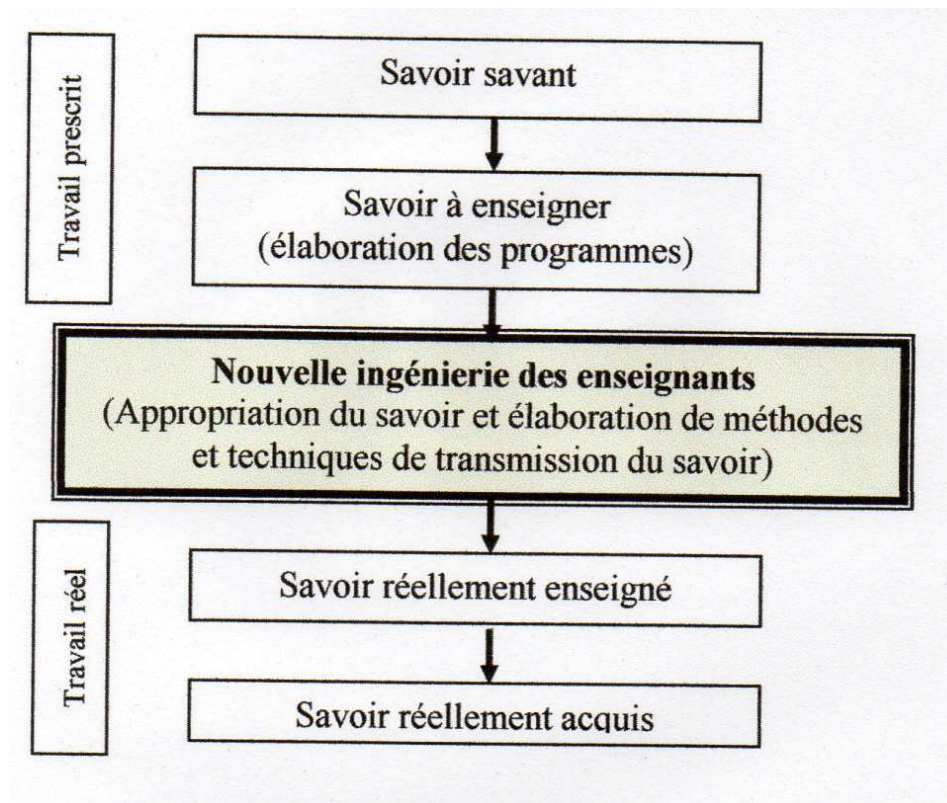 Travail prescrit
Savoir savant
Savoir à enseigner
(élaboration des programmes)
Nouvelle ingénierie des enseignants
(Appropriation du savoir et élaboration de méthodes
et techniques de transmission du savoir)
Travail réel
Savoir réellement enseigné
Savoir réellement acquis